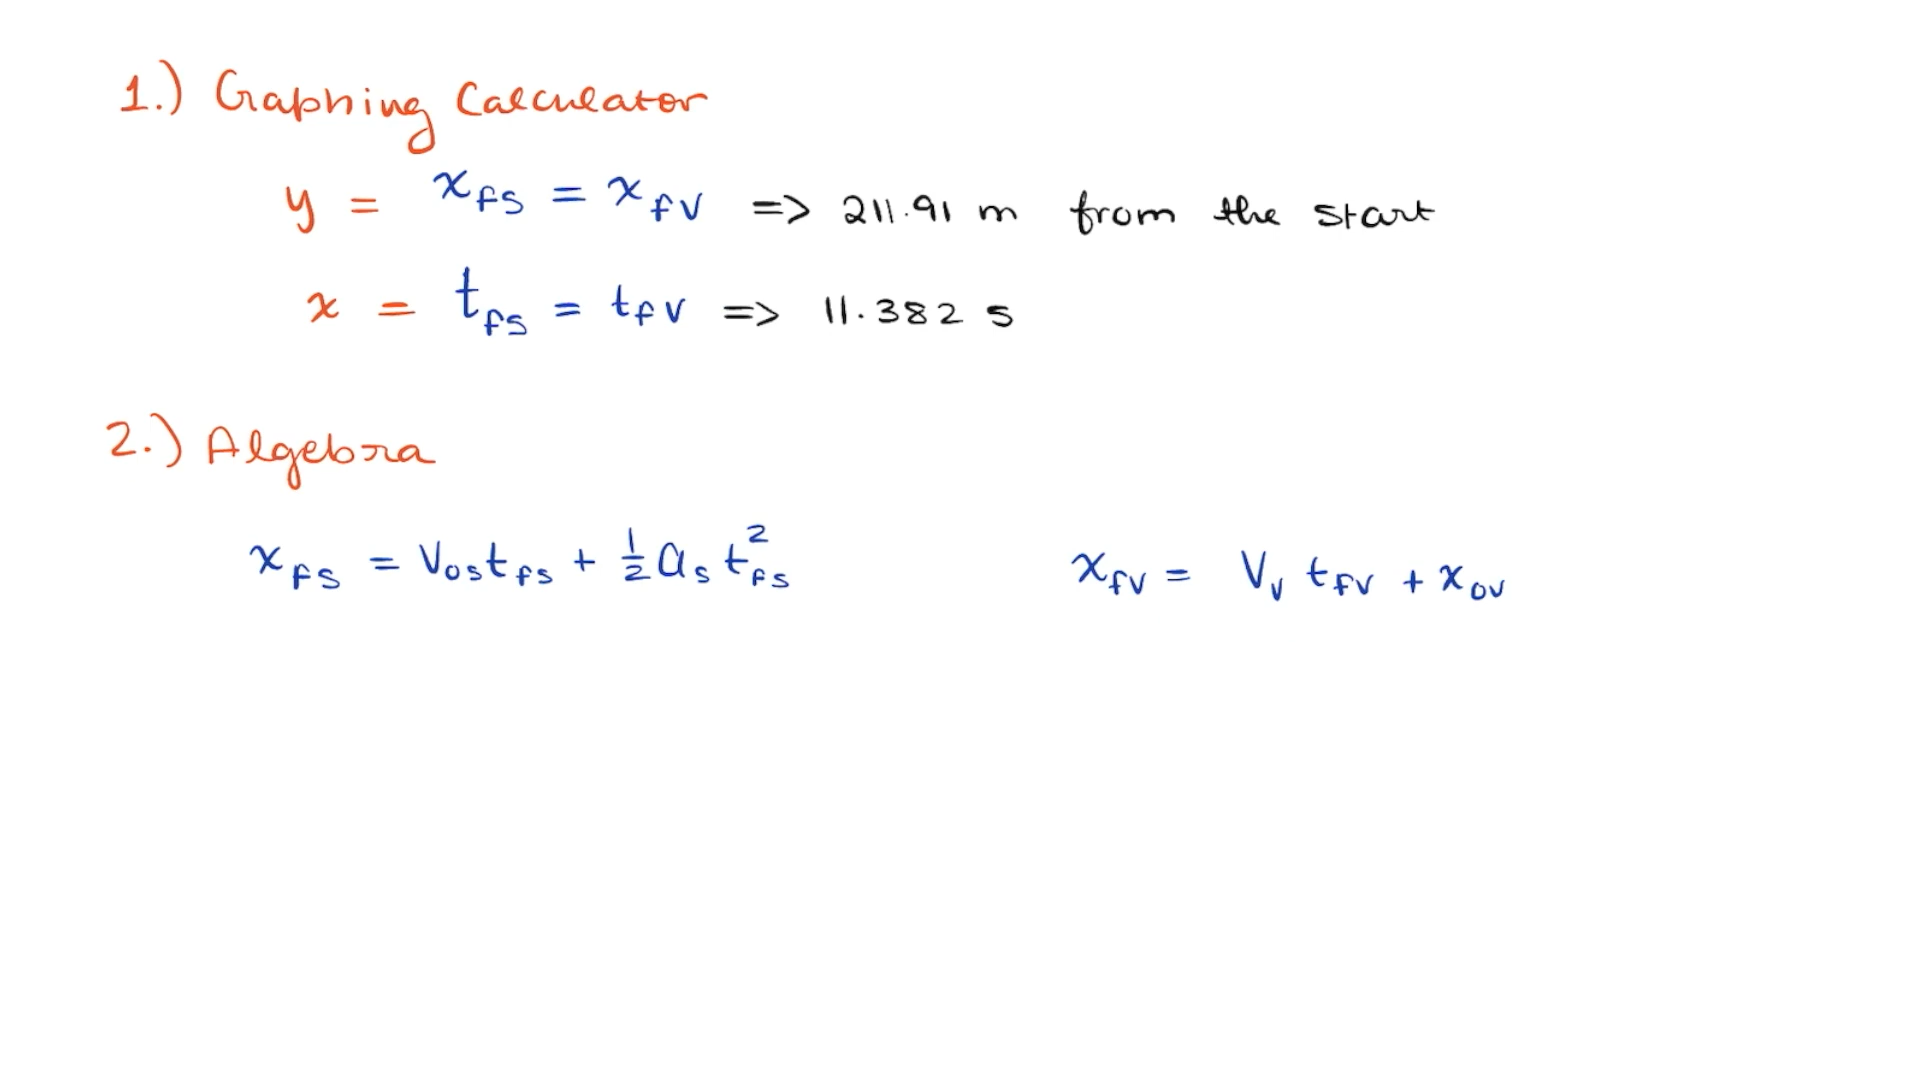 1.) Graphing Calculator
y = x_fs = x_fv => 211.91 m from the start
x = t_fs = t_fv => 11.382 s
2.) Algebra
x_fs = v_os t_fs + 1/2 a_s t_fs^2
x_fv = V_v t_fv + x_ov